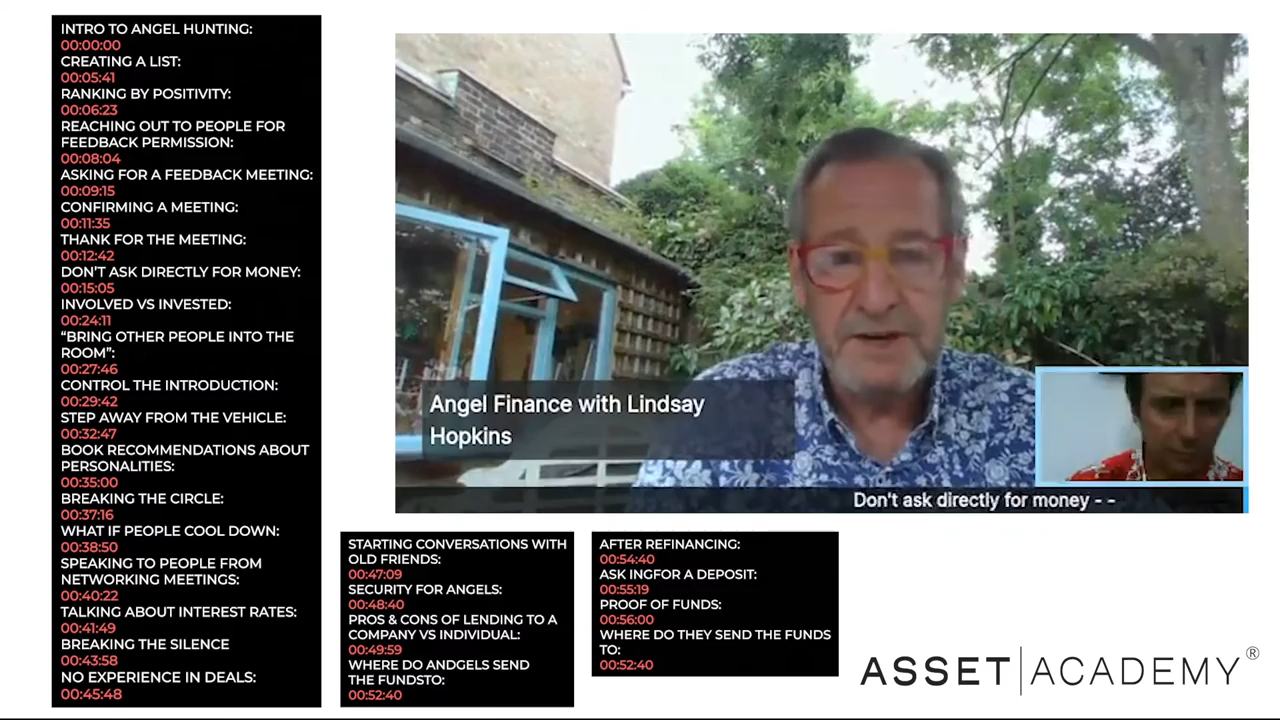 INTRO TO ANGEL HUNTING:
00:00:00
CREATING A LIST:
00:05:41
RANKING BY POSITIVITY:
00:06:23
REACHING OUT TO PEOPLE FOR
FEEDBACK PERMISSION:
00:08:04
ASKING FOR A FEEDBACK MEETING:
00:09:15
CONFIRMING A MEETING:
00:11:35
THANK FOR THE MEETING:
00:12:42
DON'T ASK DIRECTLY FOR MONEY:
00:15:05
INVOLVED VS INVESTED:
00:24:11
“BRING OTHER PEOPLE INTO THE
ROOM”:
00:27:46
CONTROL THE INTRODUCTION:
00:29:42
STEP AWAY FROM THE VEHICLE:
00:32:47
BOOK RECOMMENDATIONS ABOUT
PERSONALITIES:
00:35:00
BREAKING THE CIRCLE:
00:37:16
WHAT IF PEOPLE COOL DOWN:
00:38:50
SPEAKING TO PEOPLE FROM
NETWORKING MEETINGS:
00:40:22
TALKING ABOUT INTEREST RATES:
00:41:49
BREAKING THE SILENCE
00:43:58
NO EXPERIENCE IN DEALS:
00:45:48
Angel Finance with Lindsay
Hopkins
Don't ask directly for money - -
STARTING CONVERSATIONS WITH
OLD FRIENDS:
00:47:09
SECURITY FOR ANGELS:
00:48:40
PROS & CONS OF LENDING TO A
COMPANY VS INDIVIDUAL:
00:49:59
WHERE DO ANDGELS SEND
THE FUNDSTO:
00:52:40
AFTER REFINANCING:
00:54:40
ASK INGFOR A DEPOSIT:
00:55:19
PROOF OF FUNDS:
00:56:00
WHERE DO THEY SEND THE FUNDS
TO:
00:52:40
ASSET|ACADEMY®